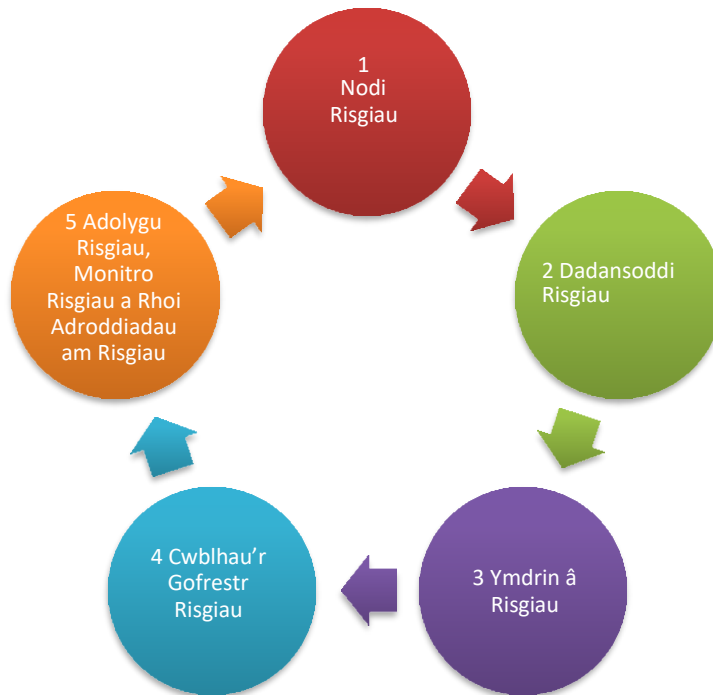 1
Nodi
Risgiau
2 Dadansoddi
Risgiau
3 Ymdrin â
Risgiau
4 Cwblhau’r
Gofrestr
Risgiau
5 Adolygu
Risgiau,
Monitro
Risgiau a Rhoi
Adroddiadau
am Risgiau